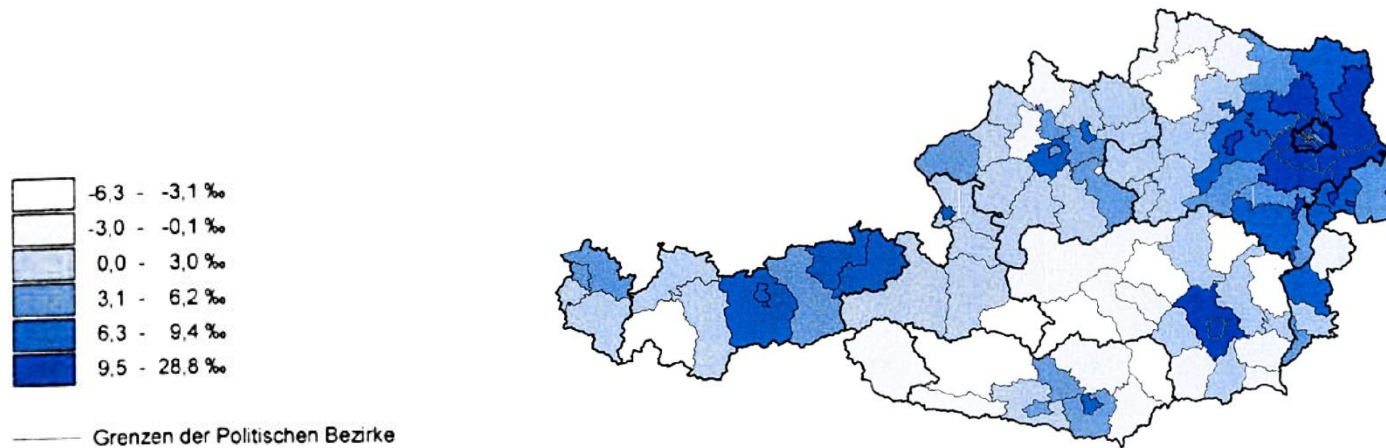 -6,3 - -3,1 ‰
-3,0 - -0,1 ‰
0,0 - 3,0 ‰
3,1 - 6,2 ‰
6,3 - 9,4 ‰
9,5 - 28,8 ‰
Grenzen der Politischen Bezirke